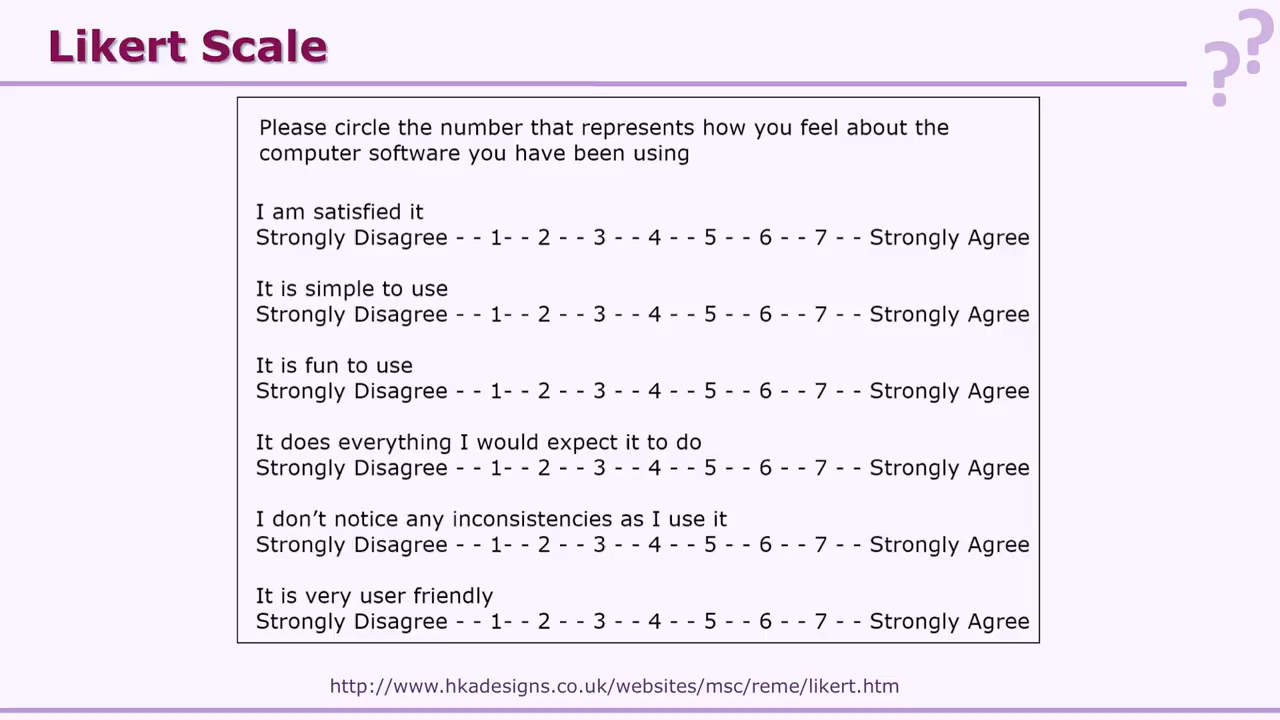 Likert Scale
??
Please circle the number that represents how you feel about the
computer software you have been using
I am satisfied it
Strongly Disagree - - 1- - 2 - - 3 - - 4 - - 5 - - 6 - - 7 - - Strongly Agree
It is simple to use
Strongly Disagree - - 1- - 2 - - 3 - - 4 - - 5 - - 6 - - 7 - - Strongly Agree
It is fun to use
Strongly Disagree - - 1- - 2 - - 3 - - 4 - - 5 - - 6 - - 7 - - Strongly Agree
It does everything I would expect it to do
Strongly Disagree - - 1- - 2 - - 3 - - 4 - - 5 - - 6 - - 7 - - Strongly Agree
I don’t notice any inconsistencies as I use it
Strongly Disagree - - 1- - 2 - - 3 - - 4 - - 5 - - 6 - - 7 - - Strongly Agree
It is very user friendly
Strongly Disagree - - 1- - 2 - - 3 - - 4 - - 5 - - 6 - - 7 - - Strongly Agree
http://www.hkadesigns.co.uk/websites/msc/reme/likert.htm